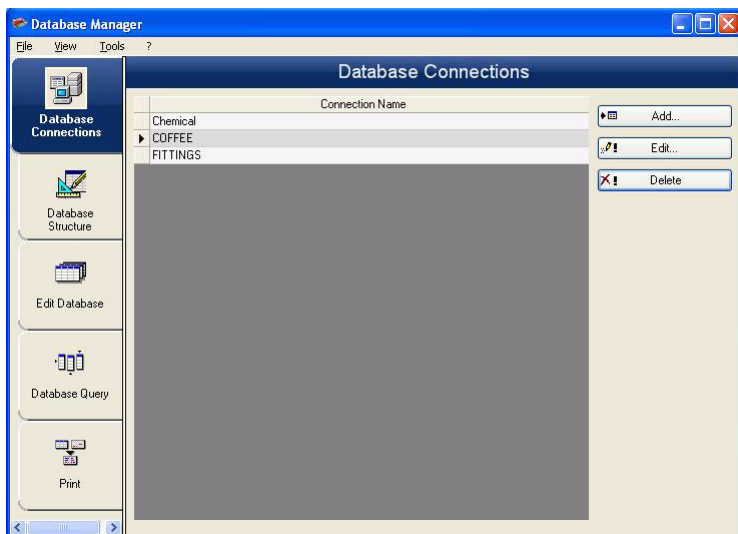 Database Manager
File View Tools ?
Database Connections
Database
Connections
Connection Name
Chemical
COFFEE
FITTINGS
Add...
Edit...
Delete
Database
Structure
Edit Database
Database Query
Print